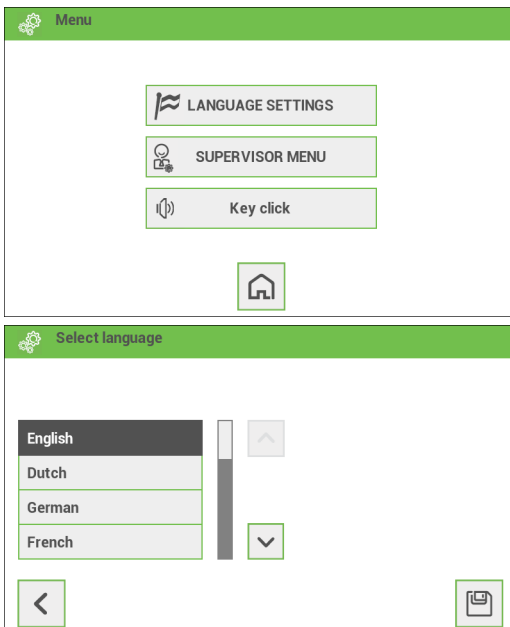 Menu
LANGUAGE SETTINGS
SUPERVISOR MENU
Key click
Select language
English
Dutch
German
French